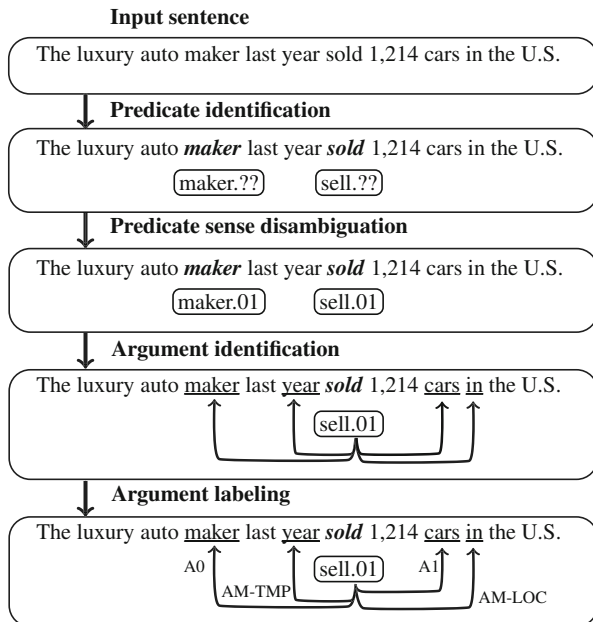 Input sentence
The luxury auto maker last year sold 1,214 cars in the U.S.
Predicate identification
The luxury auto maker last year sold 1,214 cars in the U.S.
maker.?? sell.??
Predicate sense disambiguation
The luxury auto maker last year sold 1,214 cars in the U.S.
maker.01 sell.01
Argument identification
The luxury auto maker last year sold 1,214 cars in the U.S.
sell.01
Argument labeling
The luxury auto maker last year sold 1,214 cars in the U.S.
A0 sell.01 A1
AM-TMP AM-LOC